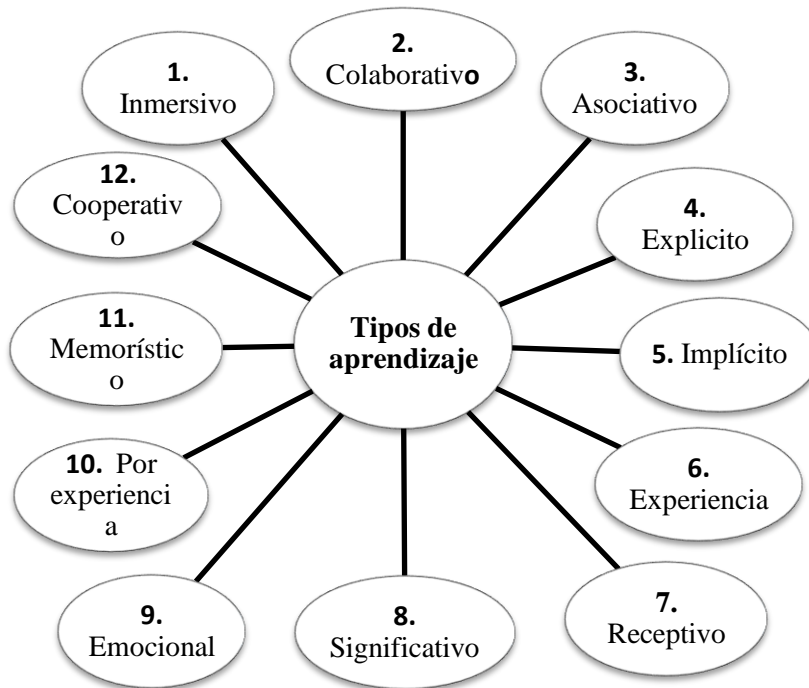 1.
Inmersivo
2.
Colaborativo
3.
Asociativo
12.
Cooperativ
o
4.
Explicito
Tipos de
aprendizaje
11.
Memorístic
o
5. Implícito
10. Por
experienci
a
6.
Experiencia
9.
Emocional
8.
Significativo
7.
Receptivo